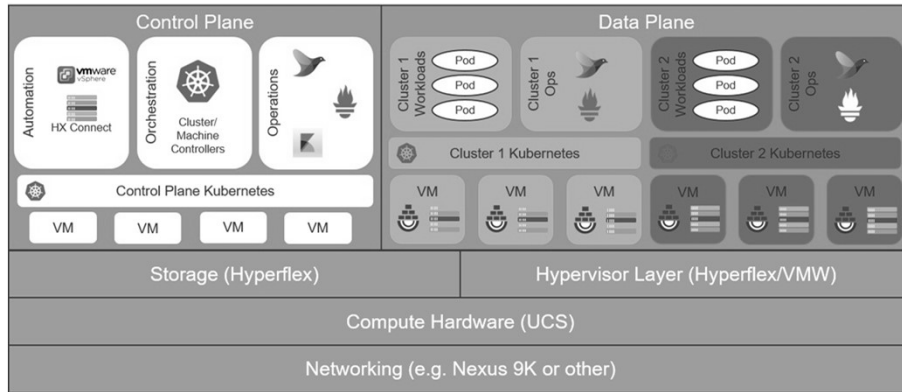 Control Plane
Data Plane
Automation
vmware
vSphere
HX Connect
Orchestration
Cluster/
Machine
Controllers
Operations
Cluster 1
Workloads
Pod
Pod
Pod
Cluster 1
Ops
Cluster 2
Workloads
Pod
Pod
Pod
Cluster 2
Ops
Control Plane Kubernetes
Cluster 1 Kubernetes
Cluster 2 Kubernetes
VM
VM
VM
VM
VM
VM
VM
VM
VM
VM
Storage (Hyperflex)
Hypervisor Layer (Hyperflex/VMW)
Compute Hardware (UCS)
Networking (e.g. Nexus 9K or other)